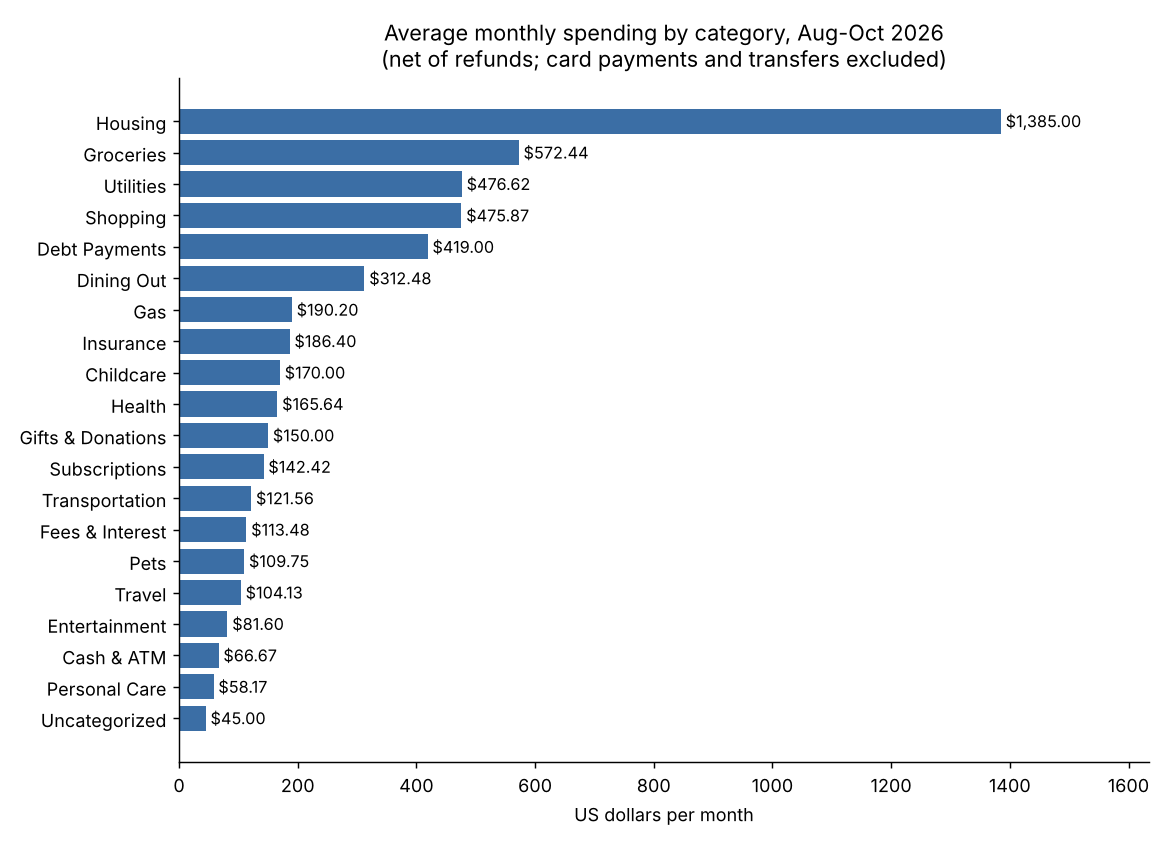 Average monthly spending by category, Aug-Oct 2026
(net of refunds; card payments and transfers excluded)
Housing $1,385.00
Groceries $572.44
Utilities $476.62
Shopping $475.87
Debt Payments $419.00
Dining Out $312.48
Gas $190.20
Insurance $186.40
Childcare $170.00
Health $165.64
Gifts & Donations $150.00
Subscriptions $142.42
Transportation $121.56
Fees & Interest $113.48
Pets $109.75
Travel $104.13
Entertainment $81.60
Cash & ATM $66.67
Personal Care $58.17
Uncategorized $45.00
0 200 400 600 800 1000 1200 1400 1600
US dollars per month